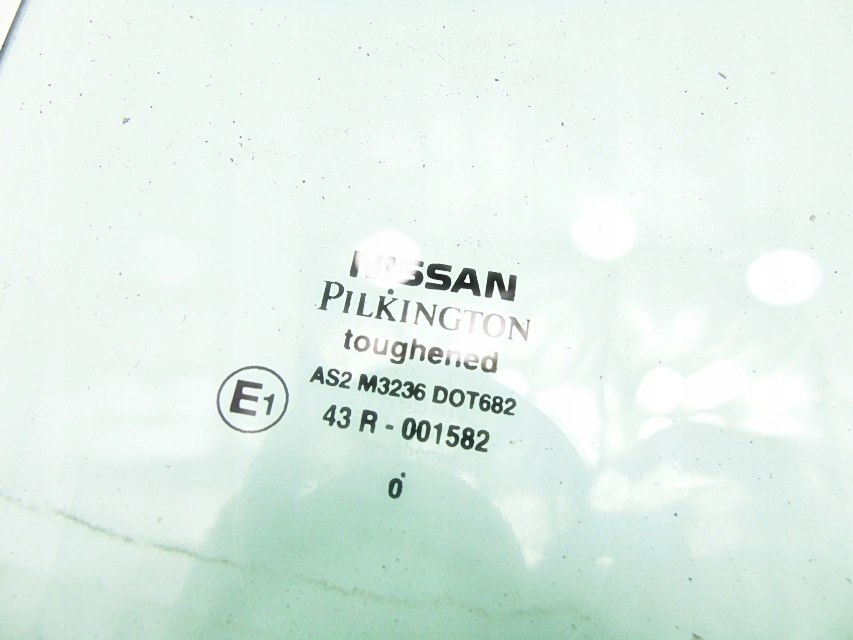 NISSAN
PILKINGTON
toughened
AS2 M3236 DOT682
E1
43 R - 001582
0